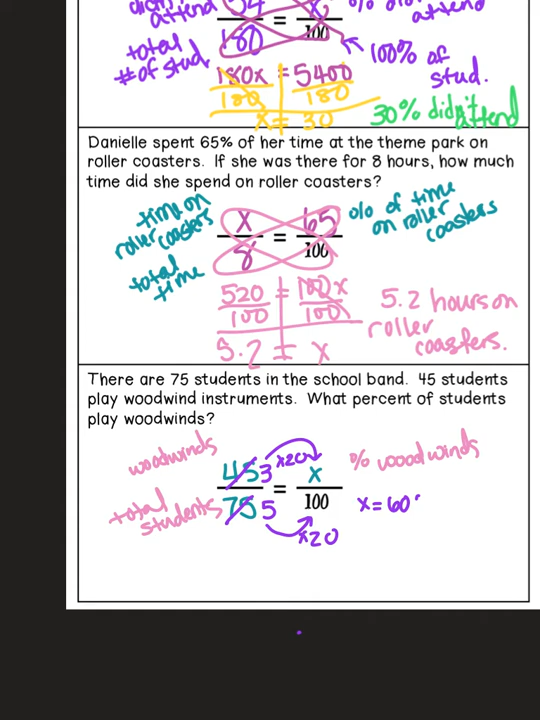 didn't
attend 54 = x % didn't
attend
total 180 100
# of stud. 100% of
stud.
180x = 5400
180 180
x = 30 30% didn't
attend
Danielle spent 65% of her time at the theme park on
roller coasters. If she was there for 8 hours, how much
time did she spend on roller coasters?
time on
roller coasters
x = 65 % of time
on roller
coasters
8 100
total
time
520 = 100x
100 100
5.2 = x
5.2 hours on
roller
coasters.
There are 75 students in the school band. 45 students
play woodwind instruments. What percent of students
play woodwinds?
woodwinds 45 3 x20 = x % woodwinds
total
students 75 5 100 x=60
x20